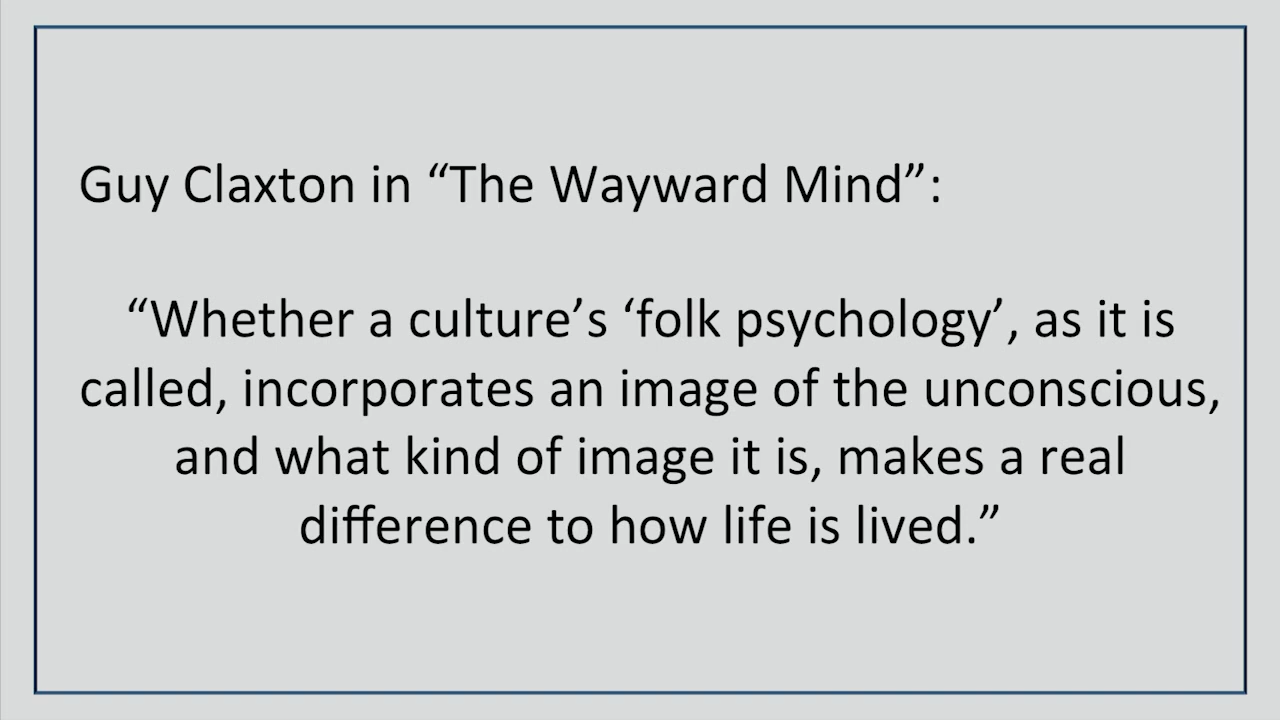 Guy Claxton in “The Wayward Mind”:
“Whether a culture’s ‘folk psychology’, as it is
called, incorporates an image of the unconscious,
and what kind of image it is, makes a real
difference to how life is lived.”